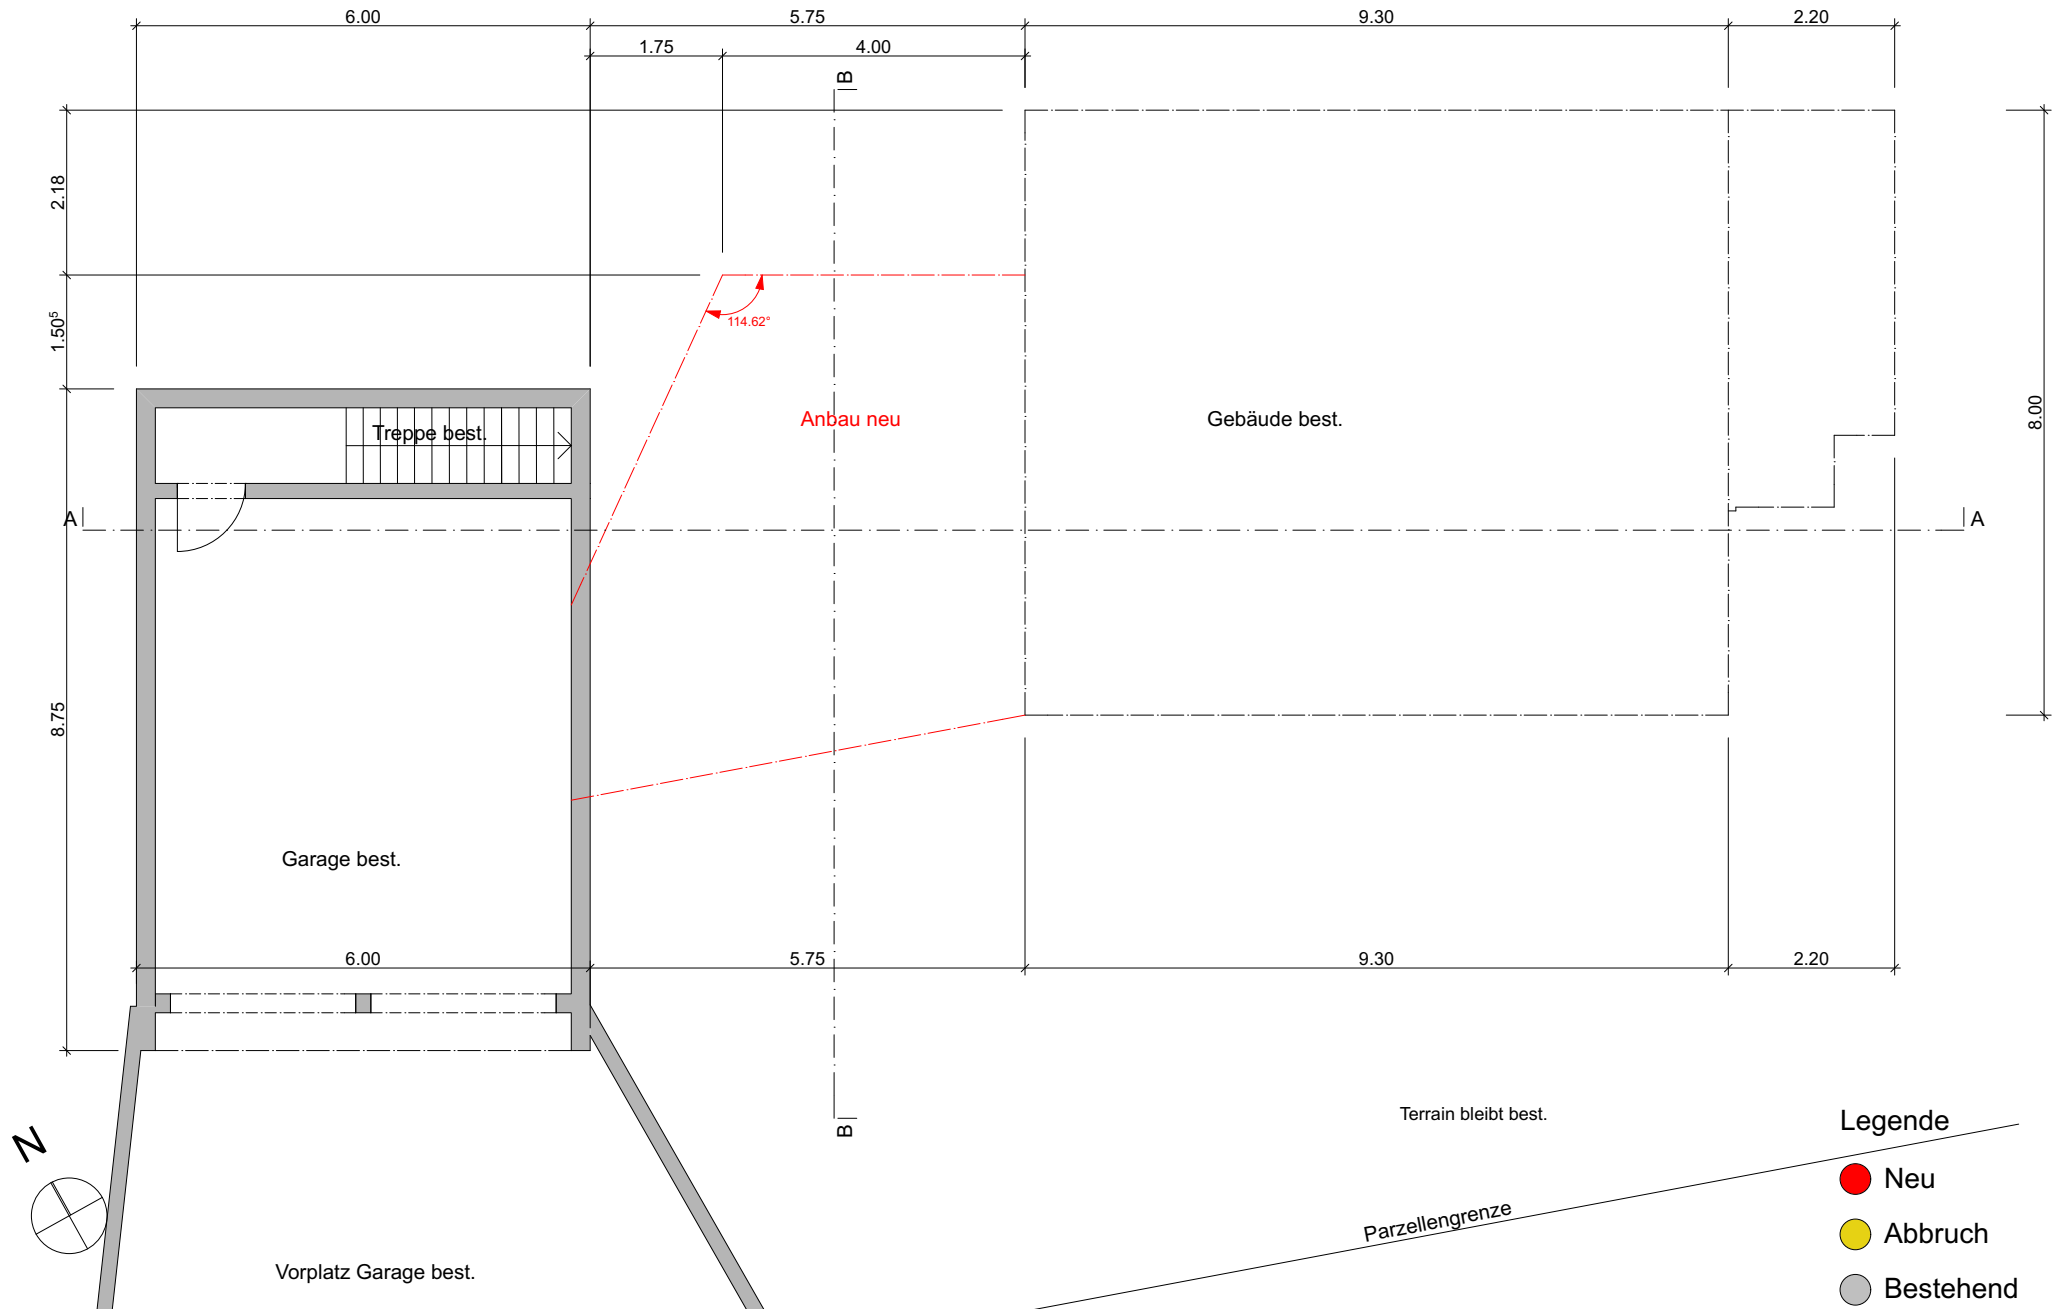 6.00 5.75 9.30 2.20
1.75 4.00
B
2.18
1.50⁵
114.62°
8.00
Anbau neu
Gebäude best.
Treppe best.
A
A
8.75
Garage best.
6.00 5.75 9.30 2.20
B
Terrain bleibt best.
Parzellengrenze
N
Vorplatz Garage best.
Legende
Neu
Abbruch
Bestehend